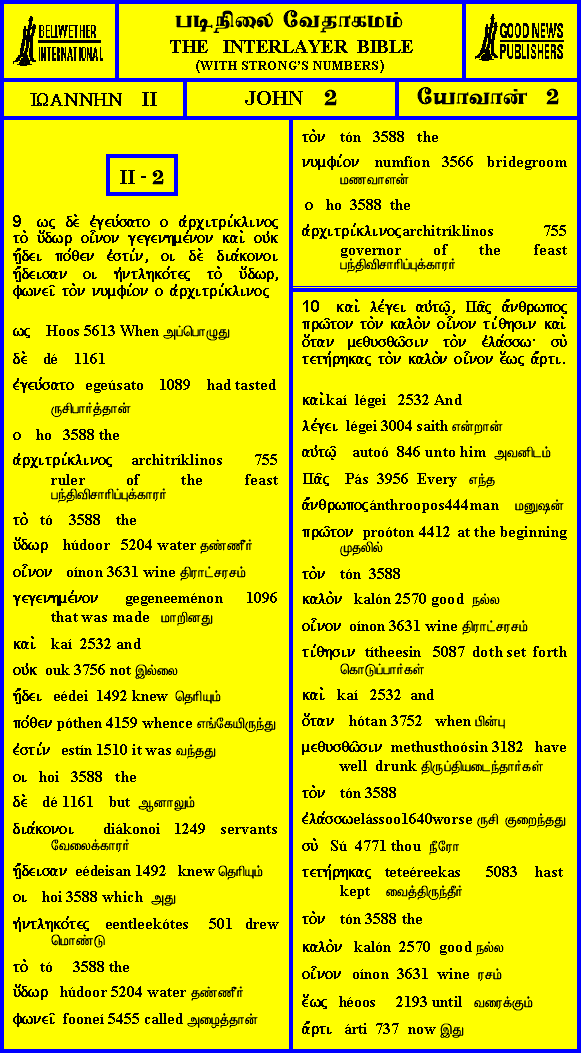 BELLWETHER
INTERNATIONAL
படிநிலை வேதாகமம்
THE INTERLAYER BIBLE
(WITH STRONG'S NUMBERS)
GOOD NEWS
PUBLISHERS
ΙΩΑΝΝΗΝ II
JOHN 2
யோவான் 2
II - 2
9 ως δὲ ἐγεύσατο ο ἀρχιτρίκλινος
τὸ ὕδωρ οἶνον γεγενημένον καὶ οὐκ
ᾔδει πόθεν ἐστίν, οι δὲ διάκονοι
ᾔδεισαν οι ἠντληκότες τὸ ὕδωρ,
φωνεῖ τὸν νυμφίον ο ἀρχιτρίκλινος
ως Hoos 5613 When அப்பொழுது
δὲ dé 1161
ἐγεύσατο egeúsato 1089 had tasted
ருசிபார்த்தான்
ο ho 3588 the
ἀρχιτρίκλινος architríklinos 755
ruler of the feast
பந்திவிசாரிப்புக்காரர்
τὸ tó 3588 the
ὕδωρ húdoor 5204 water தண்ணீர்
οἶνον oínon 3631 wine திராட்சரசம்
γεγενημένον gegeneeménon 1096
that was made மாறினது
καὶ kaí 2532 and
οὐκ ouk 3756 not இல்லை
ᾔδει eédei 1492 knew தெரியும்
πόθεν póthen 4159 whence எங்கேயிருந்து
ἐστίν estín 1510 it was வந்தது
οι hoi 3588 the
δὲ dé 1161 but ஆனாலும்
διάκονοι diákonoi 1249 servants
வேலைக்காரர்
ᾔδεισαν eédeisan 1492 knew தெரியும்
οι hoi 3588 which அது
ἠντληκότες eentleekótes 501 drew
மொண்டு
τὸ tó 3588 the
ὕδωρ húdoor 5204 water தண்ணீர்
φωνεῖ fooneí 5455 called அழைத்தான்
τὸν tón 3588 the
νυμφίον numfíon 3566 bridegroom
மணவாளன்
ο ho 3588 the
ἀρχιτρίκλινος architríklinos 755
governor of the feast
பந்திவிசாரிப்புக்காரர்
10 καὶ λέγει αὐτῷ, Πᾶς ἄνθρωπος
πρῶτον τὸν καλὸν οἶνον τίθησιν καὶ
ὅταν μεθυσθῶσιν τὸν ἐλάσσω· σὺ
τετήρηκας τὸν καλὸν οἶνον ἕως ἄρτι.
καὶ kaí légei 2532 And
λέγει légei 3004 saith என்றான்
αὐτῷ autoó 846 unto him அவனிடம்
Πᾶς Pás 3956 Every எந்த
ἄνθρωπος ánthroopos 444 man மனுஷன்
πρῶτον proóton 4412 at the beginning
முதலில்
τὸν tón 3588
καλὸν kalón 2570 good நல்ல
οἶνον oínon 3631 wine திராட்சரசம்
τίθησιν títheesin 5087 doth set forth
கொடுப்பார்கள்
καὶ kaí 2532 and
ὅταν hótan 3752 when பின்பு
μεθυσθῶσιν methusthoósin 3182 have
well drunk திருப்தியடைந்தார்கள்
τὸν tón 3588
ἐλάσσω elássoo 1640 worse ருசி குறைந்தது
σὺ Sú 4771 thou நீரோ
τετήρηκας teteéreekas 5083 hast
kept வைத்திருந்தீர்
τὸν tón 3588 the
καλὸν kalón 2570 good நல்ல
οἶνον oínon 3631 wine ரசம்
ἕως héoos 2193 until வரைக்கும்
ἄρτι árti 737 now இது